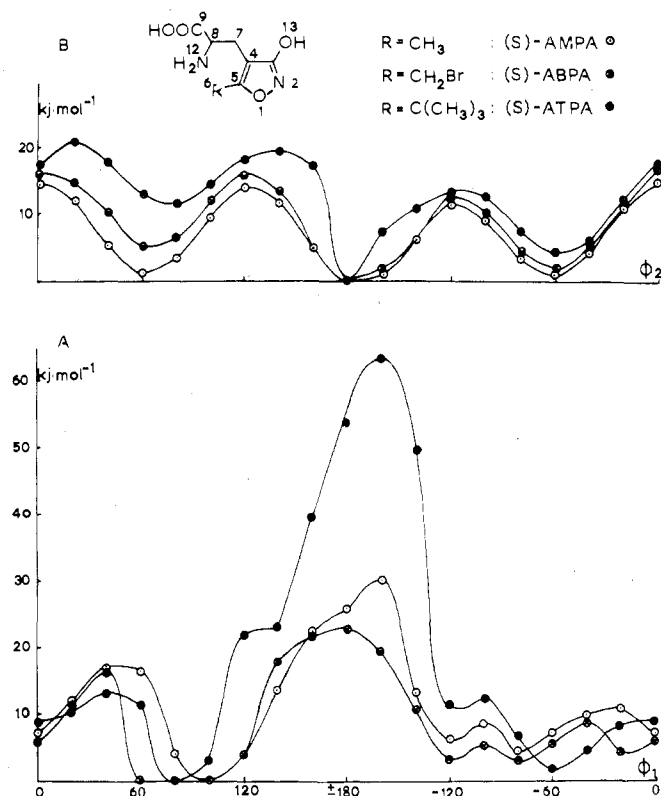 B
9
HO-C
O
8
7
12
H₂N
13
OH
4
6
R
5
N 2
O
1
R = CH₃ : (S)-AMPA
R = CH₂Br : (S)-ABPA
R = C(CH₃)₃ : (S)-ATPA
kj·mol⁻¹
20
10
ϕ₂
A
kj·mol⁻¹
60
50
40
30
20
10
0 60 120 ±180 -120 -60 0
ϕ₁